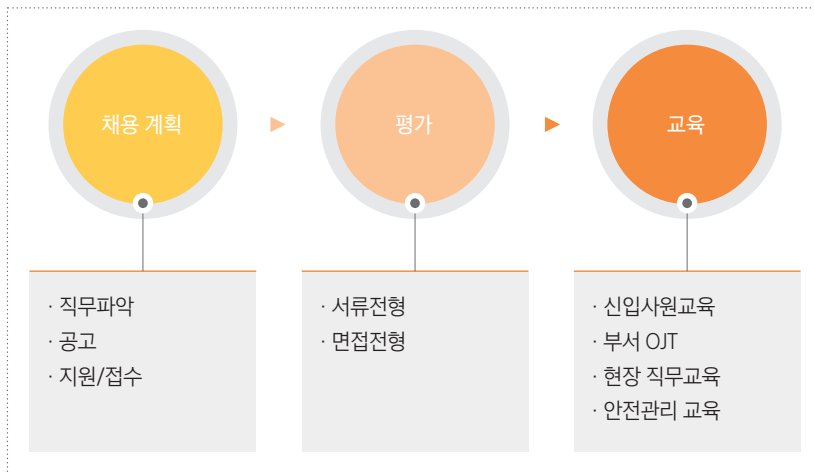 채용 계획
평가
교육
· 직무파악
· 공고
· 지원/접수
· 서류전형
· 면접전형
· 신입사원교육
· 부서 OJT
· 현장 직무교육
· 안전관리 교육